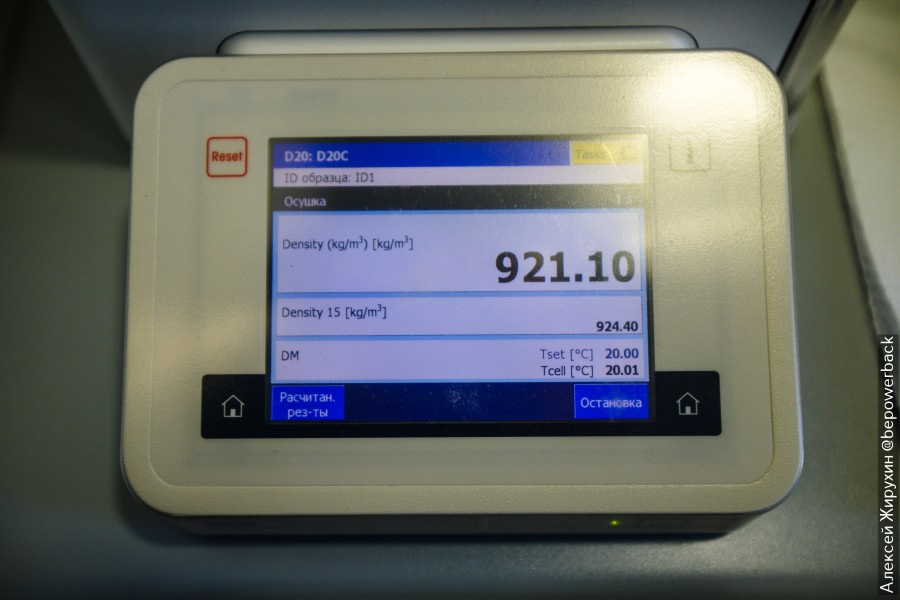 Reset
D20: D20C
Tasks
ID образца: ID1
Осушка
1 s
Density (kg/m³) [kg/m³]
921.10
Density 15 [kg/m³]
924.40
DM
Tset [°C] 20.00
Tcell [°C] 20.01
Расчитан.
рез-ты
Остановка
Алексей Жирухин @bepowerback